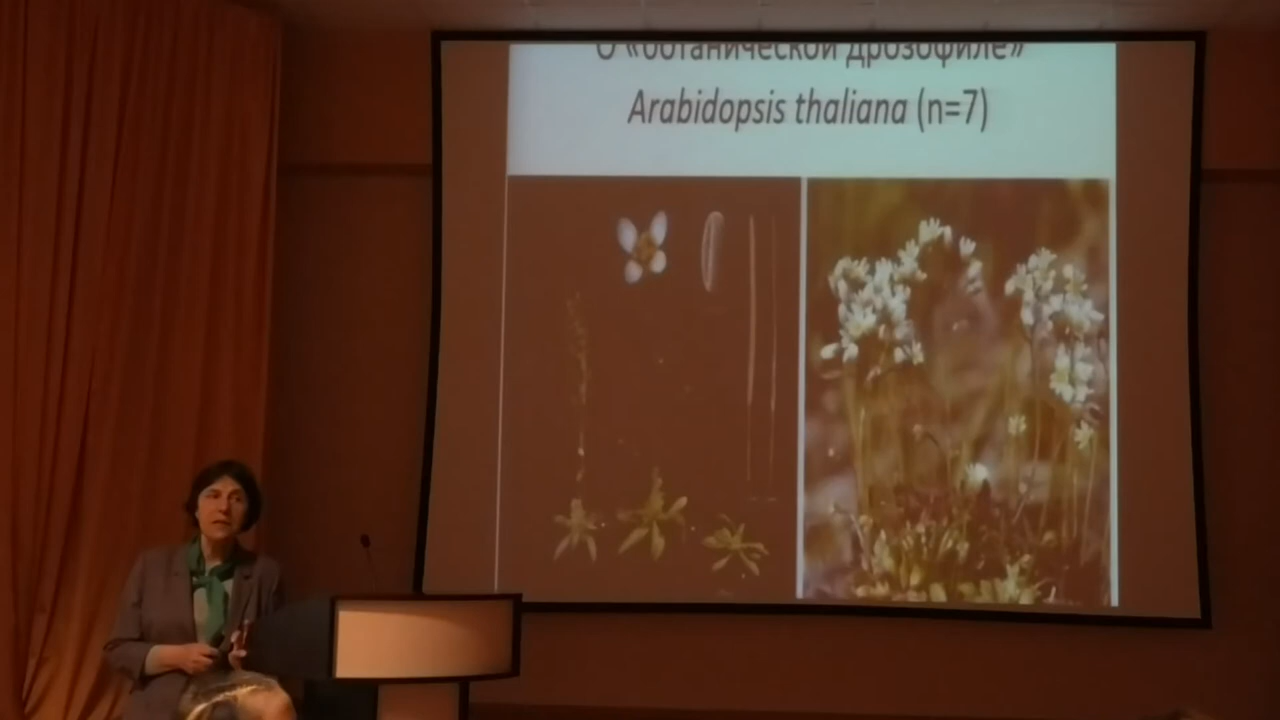 О «ботанической дрозофиле»
Arabidopsis thaliana (n=7)